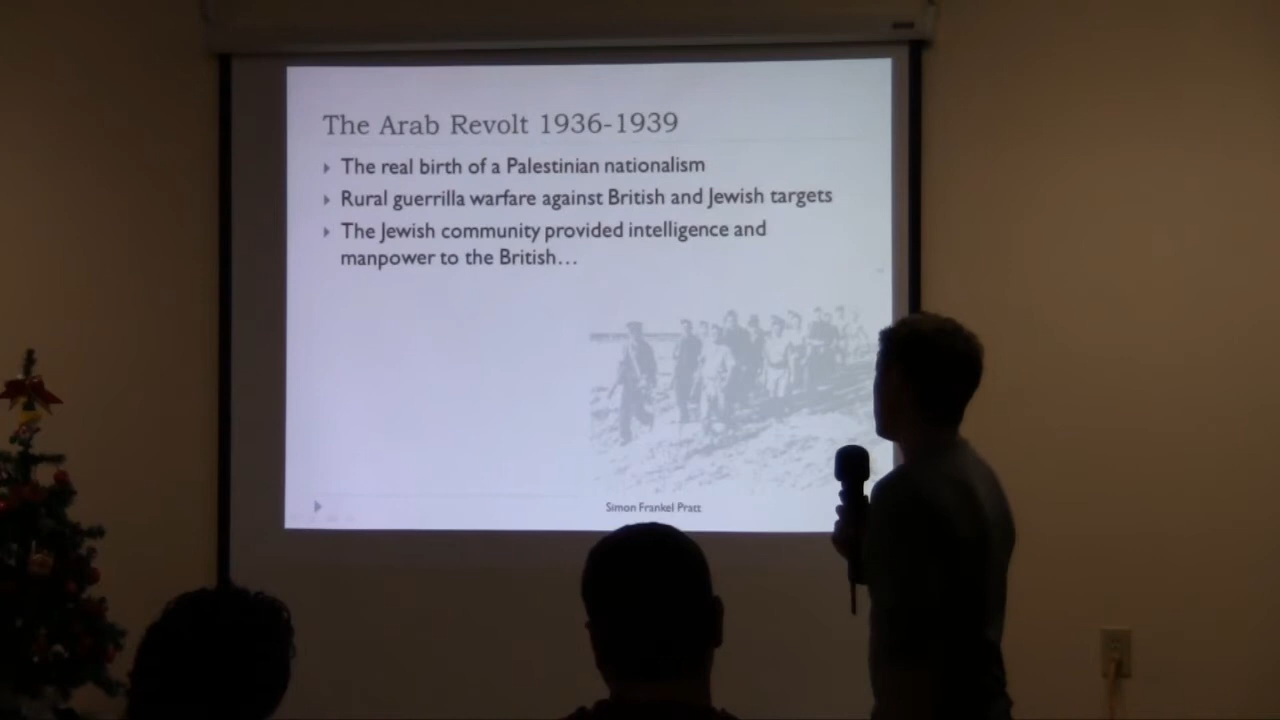 The Arab Revolt 1936-1939
The real birth of a Palestinian nationalism
Rural guerrilla warfare against British and Jewish targets
The Jewish community provided intelligence and
manpower to the British…
Simon Frankel Pratt